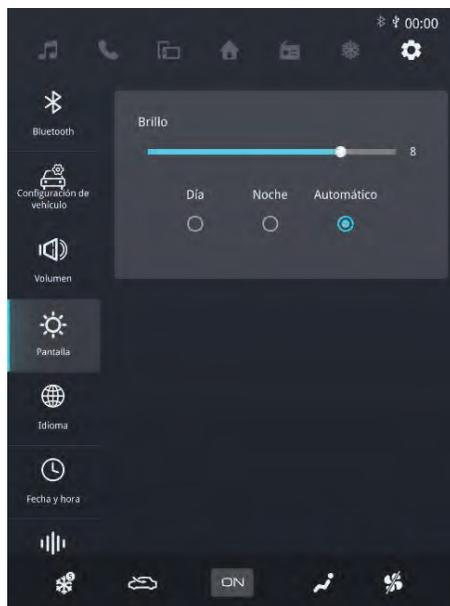 00:00
Bluetooth
Brillo
8
Configuración de
vehículo
Día Noche Automático
Volumen
Pantalla
Idioma
Fecha y hora
ON